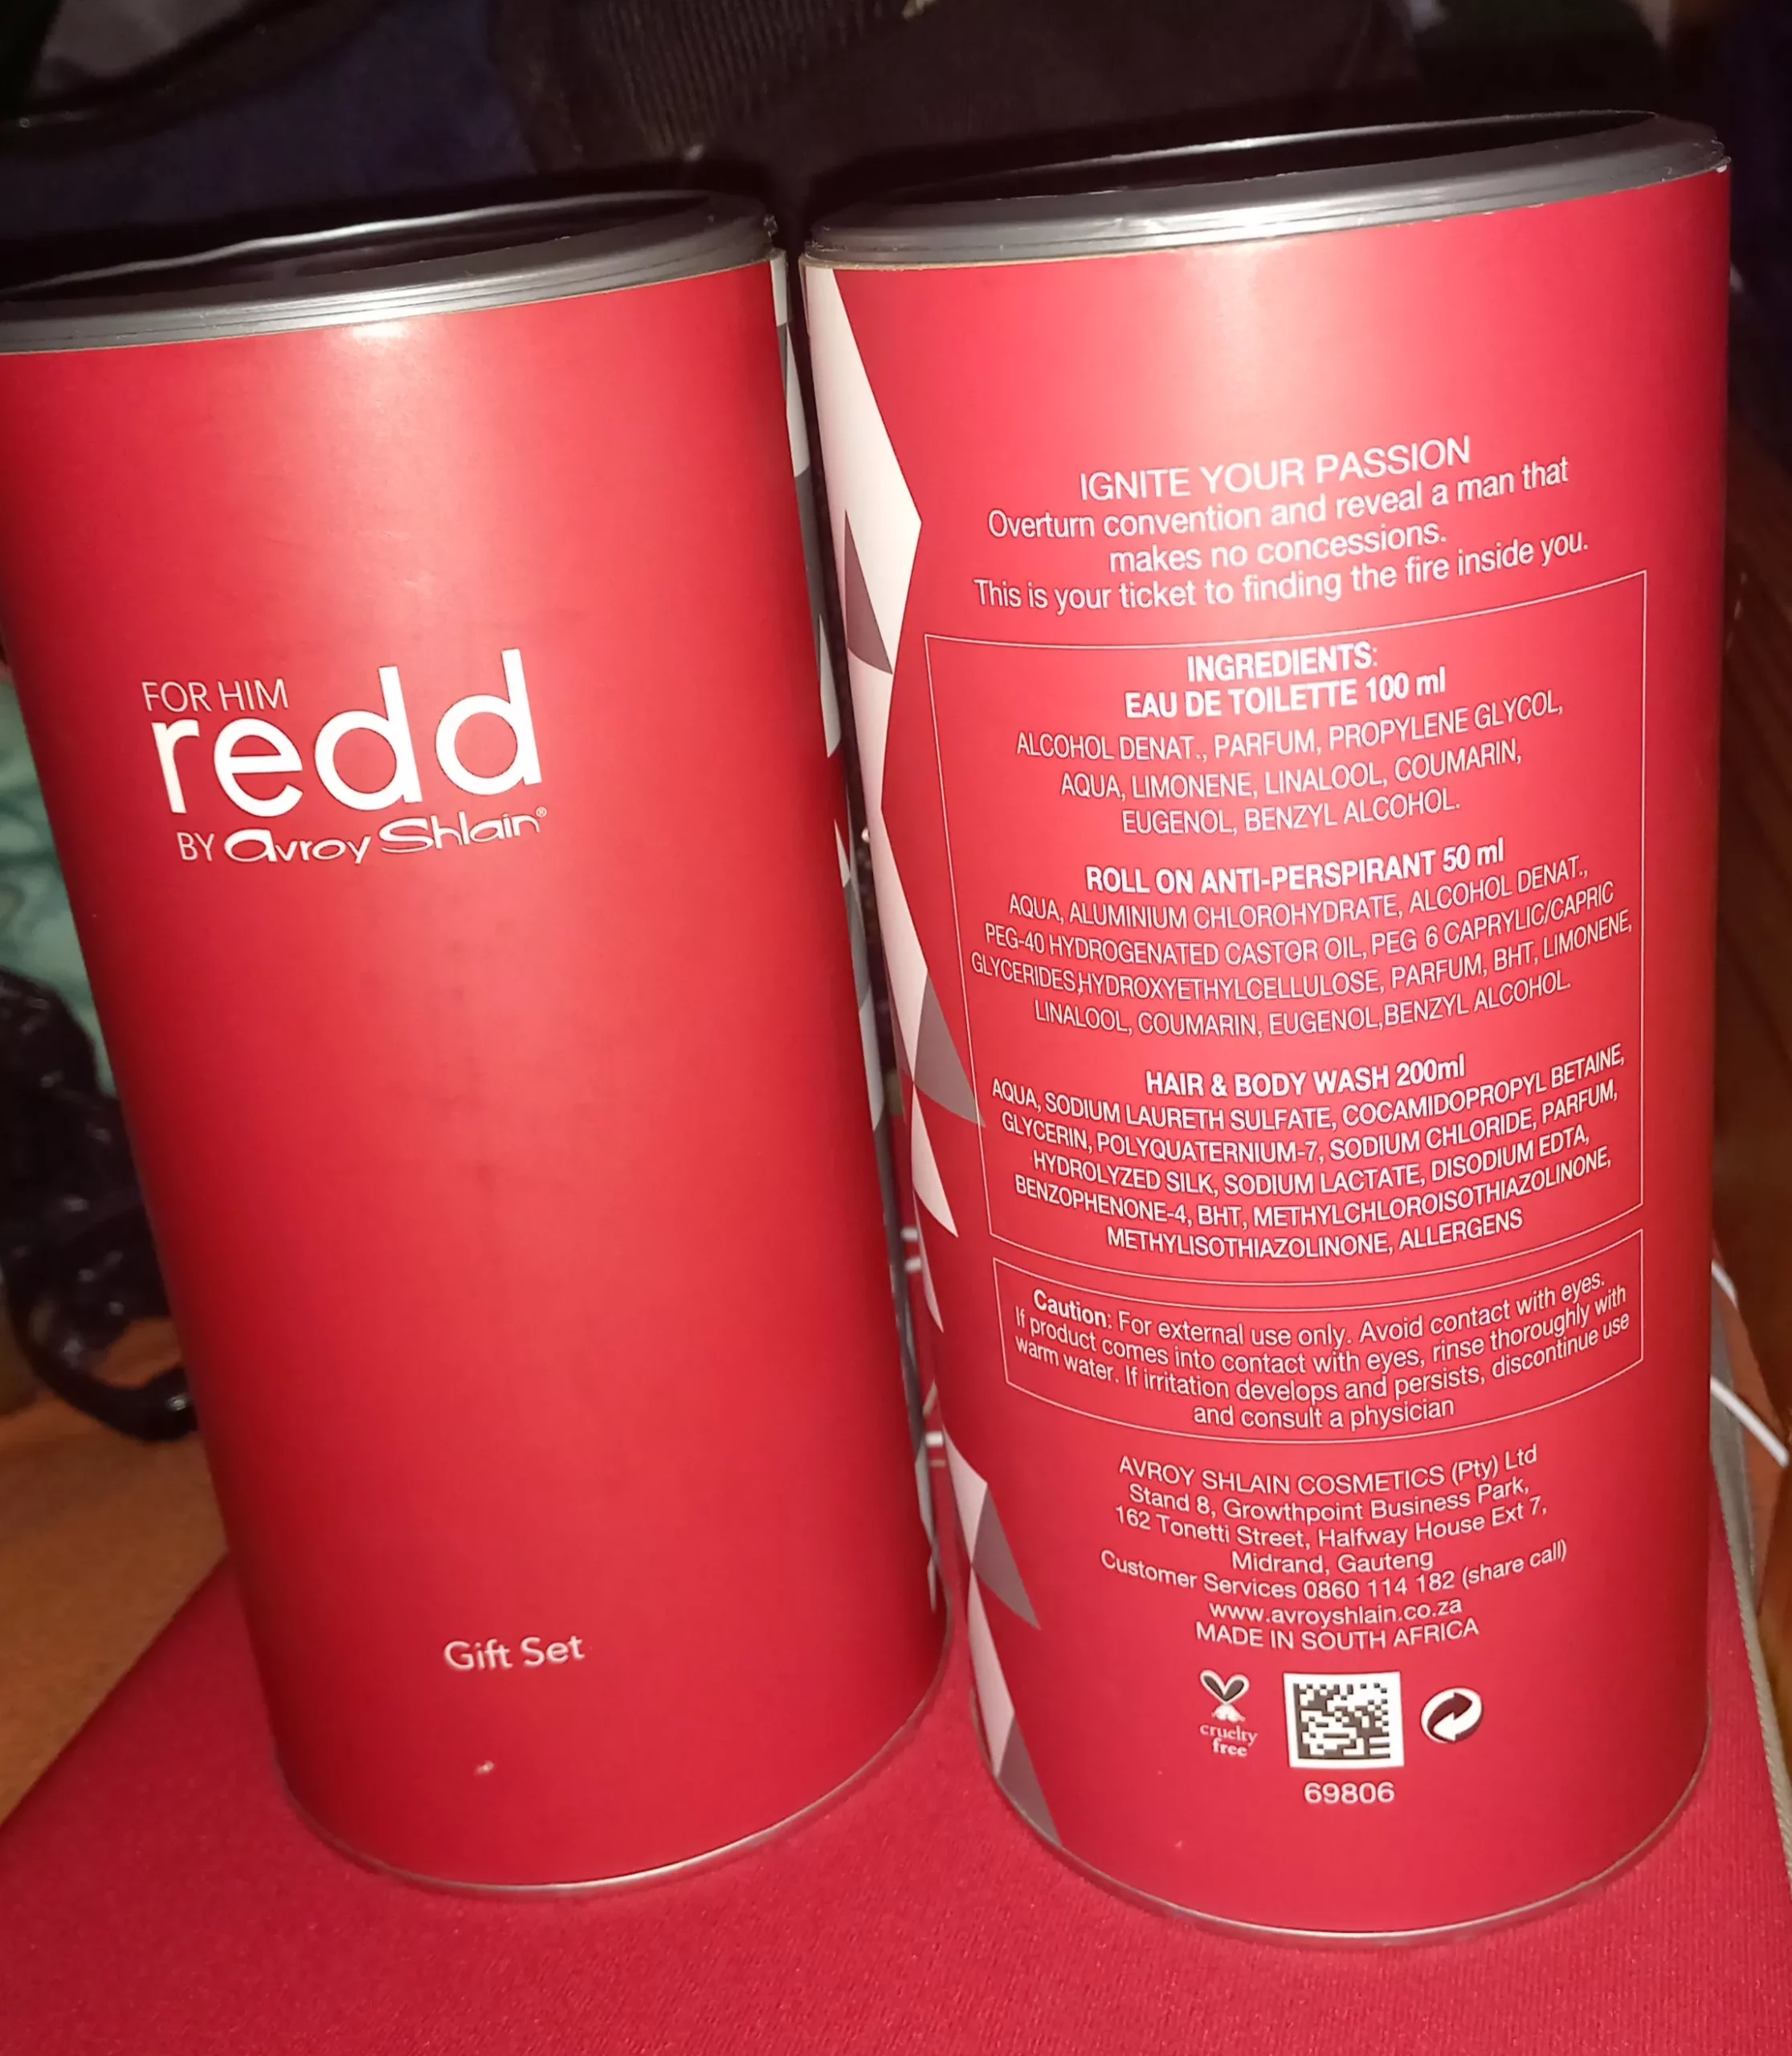 FOR HIM
redd
BY avroy Shlain®
Gift Set
IGNITE YOUR PASSION
Overturn convention and reveal a man that
makes no concessions.
This is your ticket to finding the fire inside you.
INGREDIENTS:
EAU DE TOILETTE 100 ml
ALCOHOL DENAT., PARFUM, PROPYLENE GLYCOL,
AQUA, LIMONENE, LINALOOL, COUMARIN,
EUGENOL, BENZYL ALCOHOL.
ROLL ON ANTI-PERSPIRANT 50 ml
AQUA, ALUMINIUM CHLOROHYDRATE, ALCOHOL DENAT.,
PEG-40 HYDROGENATED CASTOR OIL, PEG 6 CAPRYLIC/CAPRIC
GLYCERIDES,HYDROXYETHYLCELLULOSE, PARFUM, BHT, LIMONENE,
LINALOOL, COUMARIN, EUGENOL,BENZYL ALCOHOL.
HAIR & BODY WASH 200ml
AQUA, SODIUM LAURETH SULFATE, COCAMIDOPROPYL BETAINE,
GLYCERIN, POLYQUATERNIUM-7, SODIUM CHLORIDE, PARFUM,
HYDROLYZED SILK, SODIUM LACTATE, DISODIUM EDTA,
BENZOPHENONE-4, BHT, METHYLCHLOROISOTHIAZOLINONE,
METHYLISOTHIAZOLINONE, ALLERGENS
Caution: For external use only. Avoid contact with eyes.
If product comes into contact with eyes, rinse thoroughly with
warm water. If irritation develops and persists, discontinue use
and consult a physician
AVROY SHLAIN COSMETICS (Pty) Ltd
Stand 8, Growthpoint Business Park,
162 Tonetti Street, Halfway House Ext 7,
Midrand, Gauteng
Customer Services 0860 114 182 (share call)
www.avroyshlain.co.za
MADE IN SOUTH AFRICA
cruelty
free
69806